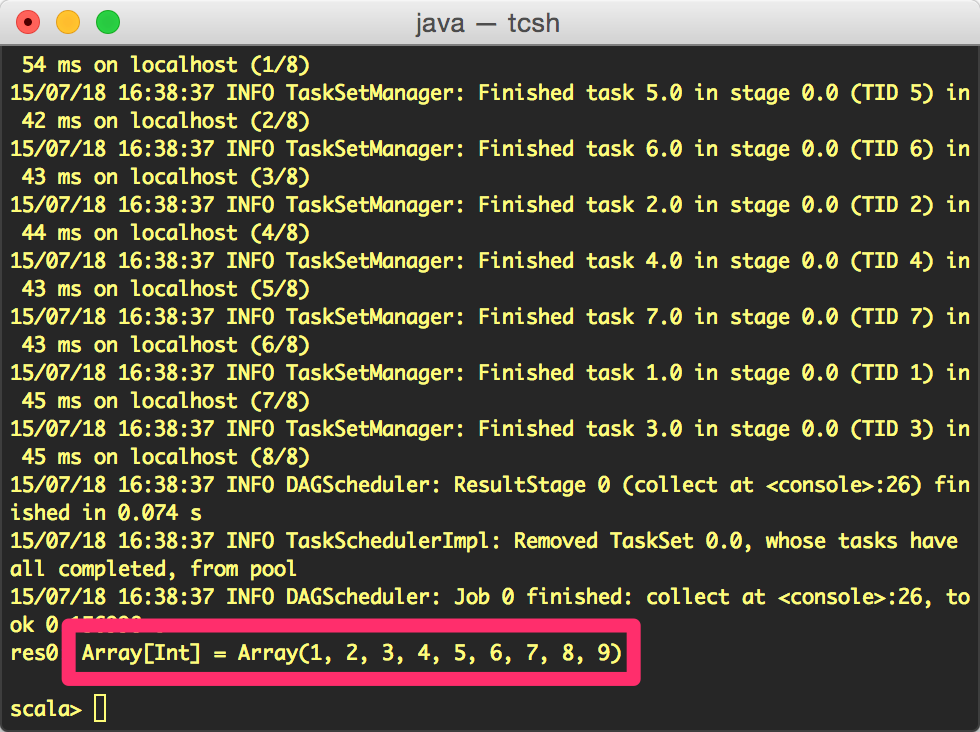 java — tcsh
54 ms on localhost (1/8)
15/07/18 16:38:37 INFO TaskSetManager: Finished task 5.0 in stage 0.0 (TID 5) in
42 ms on localhost (2/8)
15/07/18 16:38:37 INFO TaskSetManager: Finished task 6.0 in stage 0.0 (TID 6) in
43 ms on localhost (3/8)
15/07/18 16:38:37 INFO TaskSetManager: Finished task 2.0 in stage 0.0 (TID 2) in
44 ms on localhost (4/8)
15/07/18 16:38:37 INFO TaskSetManager: Finished task 4.0 in stage 0.0 (TID 4) in
43 ms on localhost (5/8)
15/07/18 16:38:37 INFO TaskSetManager: Finished task 7.0 in stage 0.0 (TID 7) in
43 ms on localhost (6/8)
15/07/18 16:38:37 INFO TaskSetManager: Finished task 1.0 in stage 0.0 (TID 1) in
45 ms on localhost (7/8)
15/07/18 16:38:37 INFO TaskSetManager: Finished task 3.0 in stage 0.0 (TID 3) in
45 ms on localhost (8/8)
15/07/18 16:38:37 INFO DAGScheduler: ResultStage 0 (collect at <console>:26) fin
ished in 0.074 s
15/07/18 16:38:37 INFO TaskSchedulerImpl: Removed TaskSet 0.0, whose tasks have
all completed, from pool
15/07/18 16:38:37 INFO DAGScheduler: Job 0 finished: collect at <console>:26, to
ok
res0 Array[Int] = Array(1, 2, 3, 4, 5, 6, 7, 8, 9)
scala>